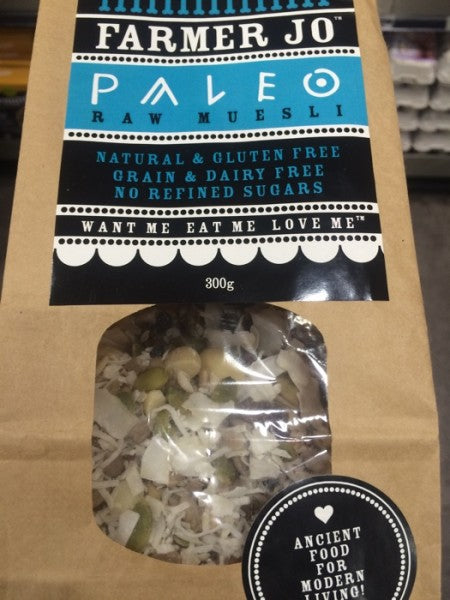 FARMER JO™
PALEO
RAW MUESLI
NATURAL & GLUTEN FREE
GRAIN & DAIRY FREE
NO REFINED SUGARS
WANT ME EAT ME LOVE ME™
300g
ANCIENT
FOOD
FOR
MODERN
LIVING!